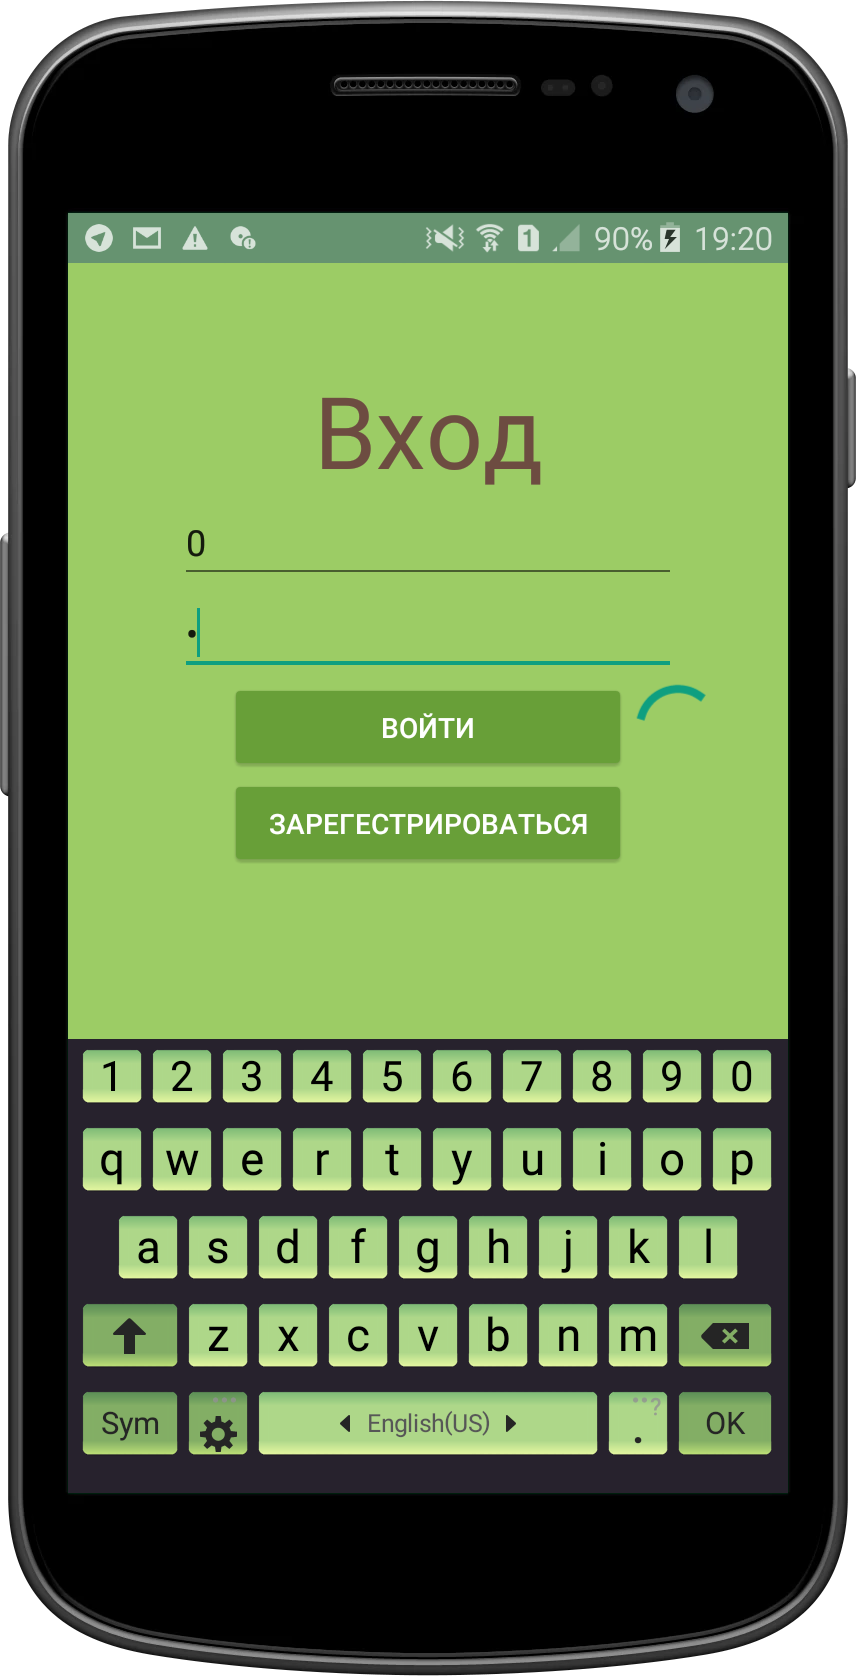 1 90% 19:20
Вход
0
•
ВОЙТИ
ЗАРЕГЕСТРИРОВАТЬСЯ
1 2 3 4 5 6 7 8 9 0
q w e r t y u i o p
a s d f g h j k l
z x c v b n m
Sym English(US) . ...? OK